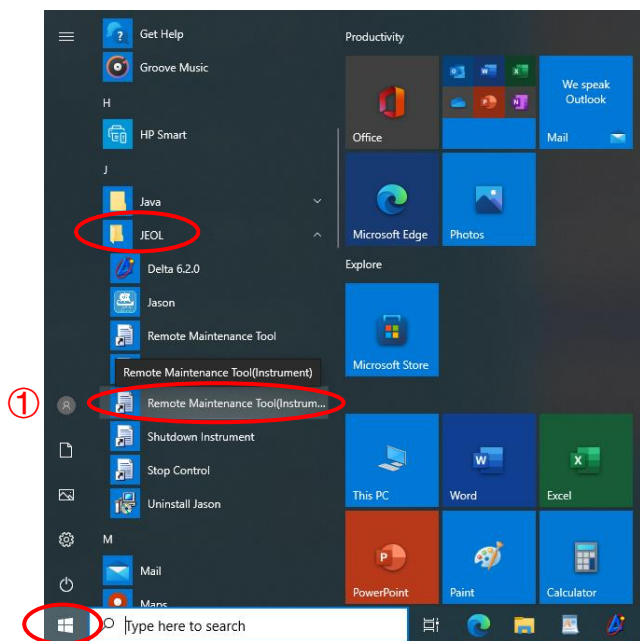 Get Help
Groove Music
H
HP Smart
J
Java
JEOL
Delta 6.2.0
Jason
Remote Maintenance Tool
Remote Maintenance Tool(Instrument)
① Remote Maintenance Tool(Instrum...
Shutdown Instrument
Stop Control
Uninstall Jason
M
Mail
Maps
Type here to search
Productivity
Office
We speak
Outlook
Mail
Microsoft Edge
Photos
Explore
Microsoft Store
This PC
Word
Excel
PowerPoint
Paint
Calculator